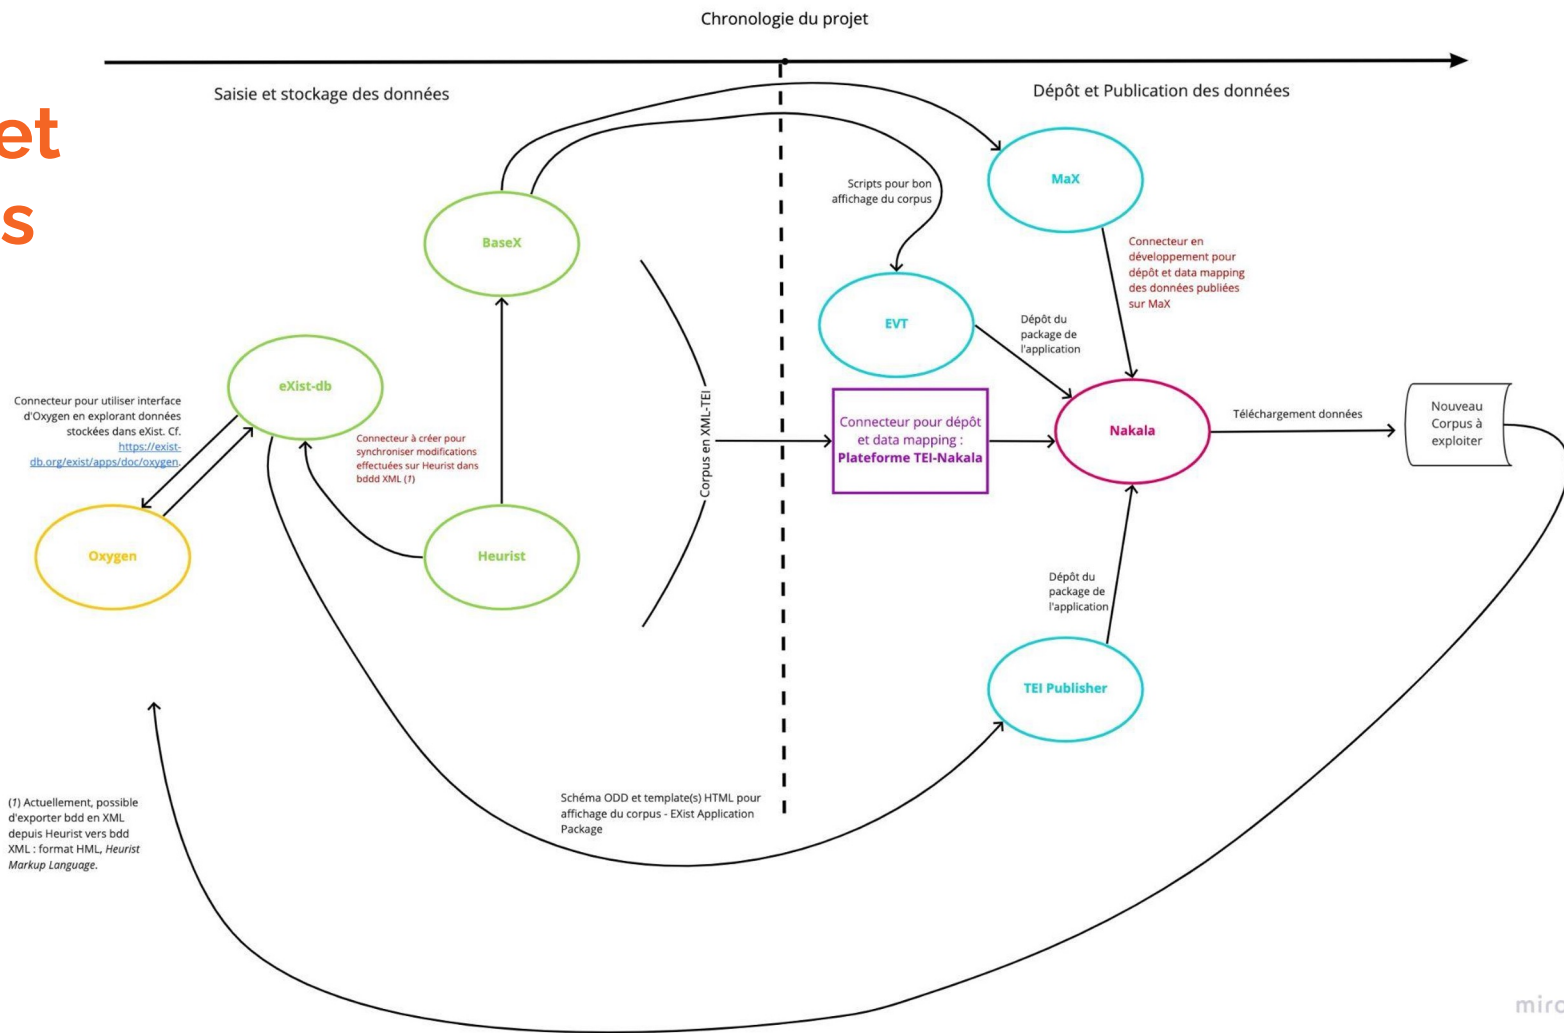 Chronologie du projet
Saisie et stockage des données
Dépôt et Publication des données
et
s
MaX
Scripts pour bon
affichage du corpus
BaseX
Connecteur en
développement pour
dépôt et data mapping
des données publiées
sur MaX
EVT
Dépôt du
package de
l'application
eXist-db
Connecteur pour utiliser interface
d'Oxygen en explorant données
stockées dans eXist. Cf.
https://exist-
db.org/exist/apps/doc/oxygen.
Connecteur à créer pour
synchroniser modifications
effectuées sur Heurist dans
bddd XML (1)
Corpus en XML-TEI
Connecteur pour dépôt
et data mapping :
Plateforme TEI-Nakala
Nakala
Téléchargement données
Nouveau
Corpus à
exploiter
Oxygen
Heurist
Dépôt du
package de
l'application
TEI Publisher
Schéma ODD et template(s) HTML pour
affichage du corpus - EXist Application
Package
(1) Actuellement, possible
d'exporter bdd en XML
depuis Heurist vers bdd
XML : format HML, Heurist
Markup Language.
miro